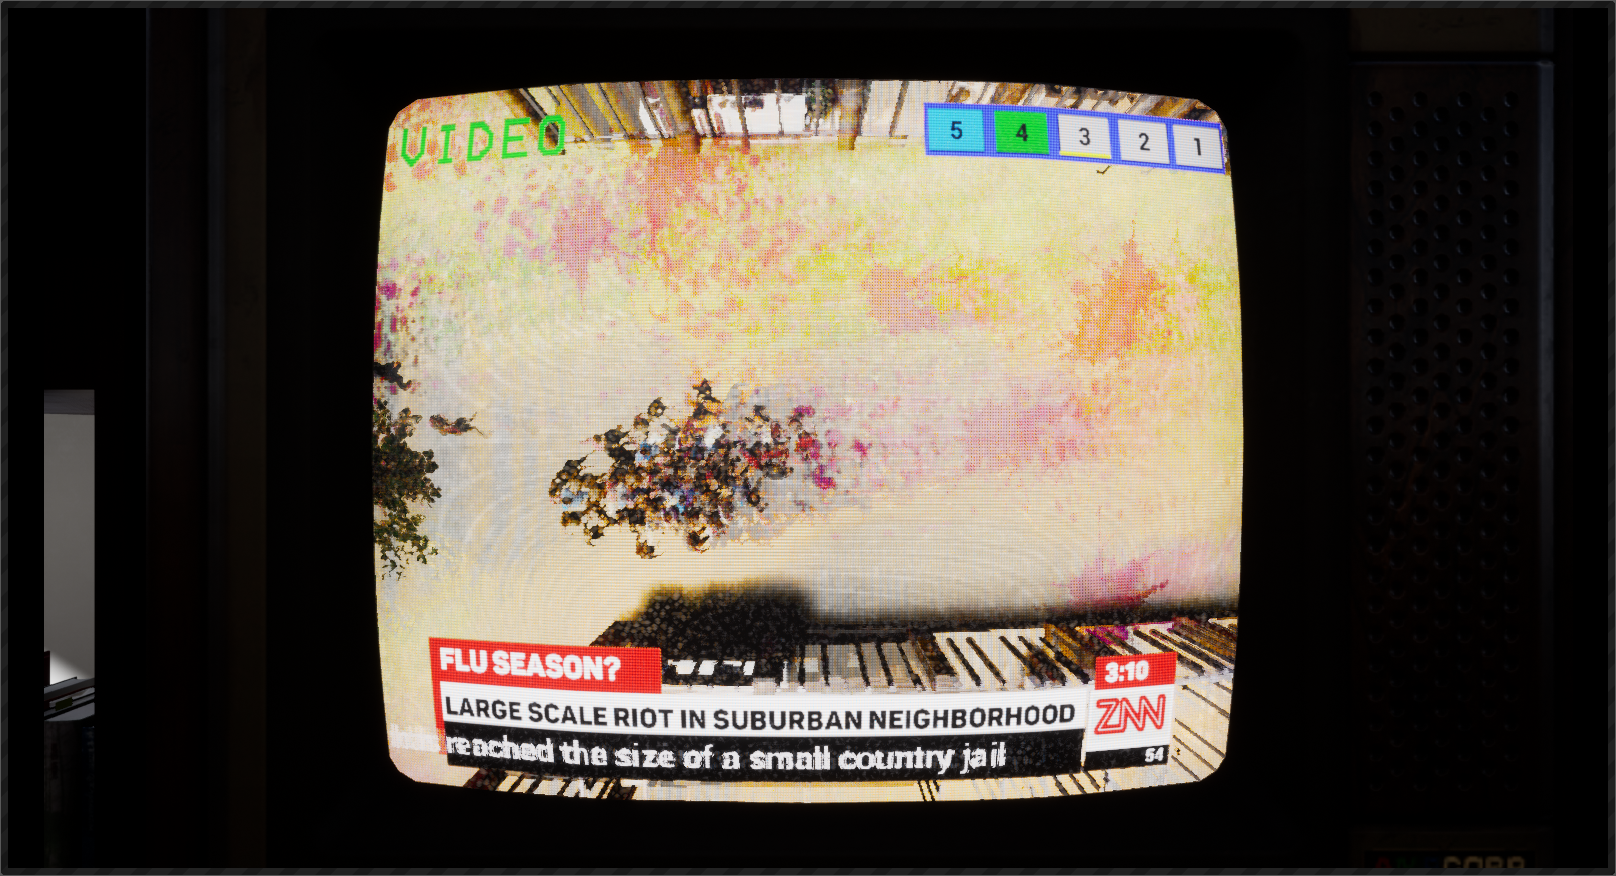 VIDEO
5 4 3 2 1
FLU SEASON?
3:10
LARGE SCALE RIOT IN SUBURBAN NEIGHBORHOOD
ZNN
reached the size of a small country jail
54
CORP